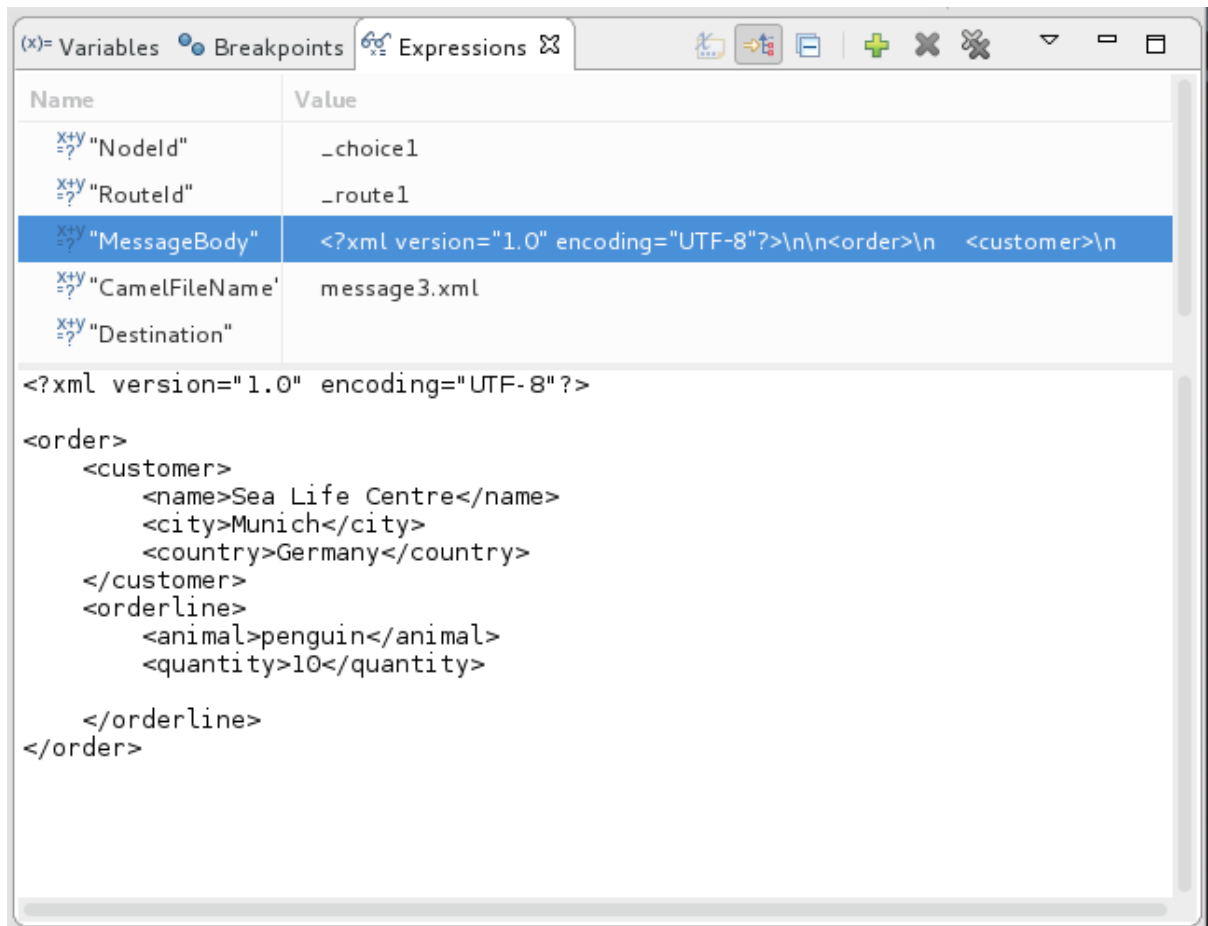 (x)= Variables Breakpoints Expressions
Name Value
"NodeId" _choice1
"RouteId" _route1
"MessageBody" <?xml version="1.0" encoding="UTF-8"?>\n\n<order>\n    <customer>\n
"CamelFileName' message3.xml
"Destination"
<?xml version="1.0" encoding="UTF-8"?>
<order>
    <customer>
        <name>Sea Life Centre</name>
        <city>Munich</city>
        <country>Germany</country>
    </customer>
    <orderline>
        <animal>penguin</animal>
        <quantity>10</quantity>
    </orderline>
</order>